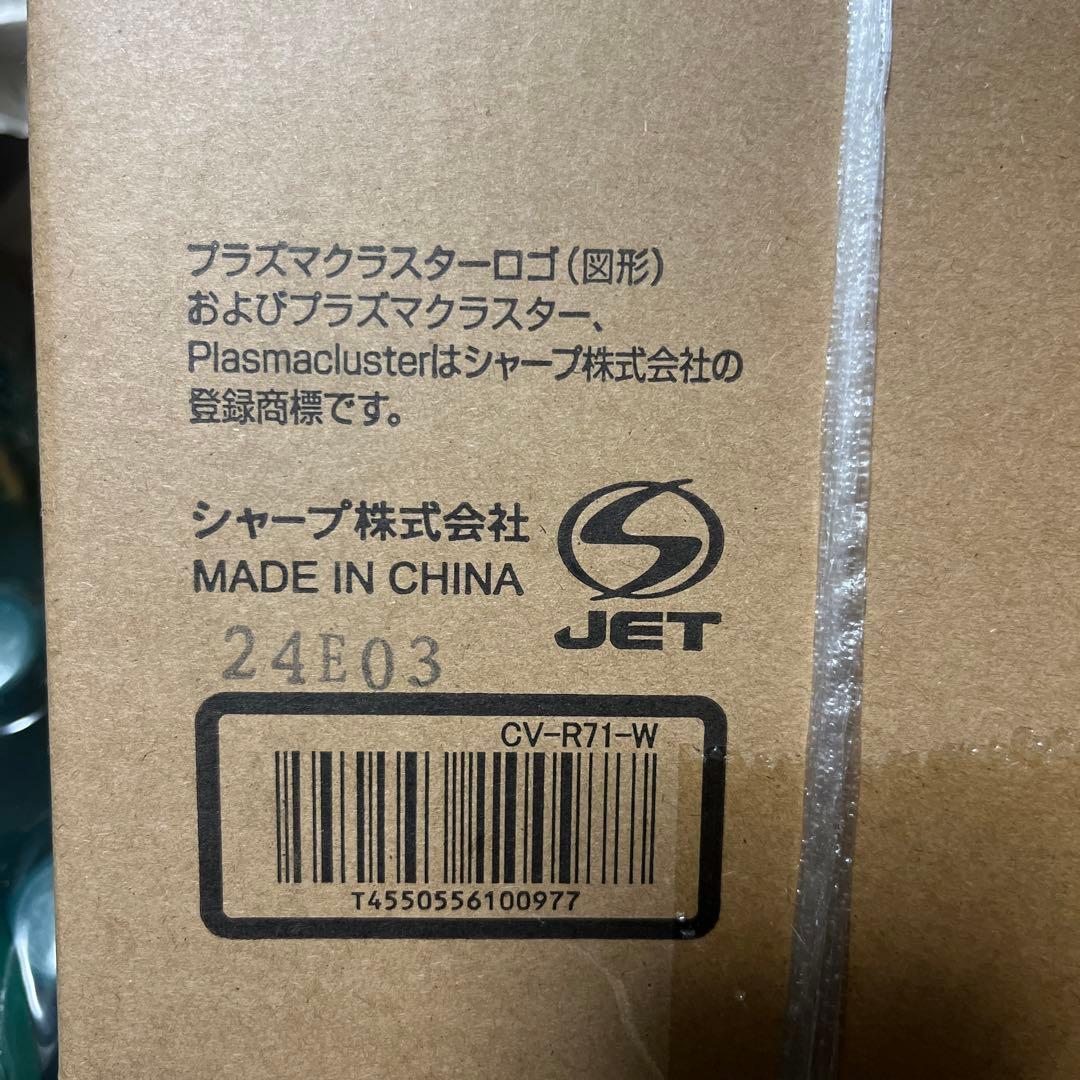 プラズマクラスターロゴ(図形)
およびプラズマクラスター、
Plasmaclusterはシャープ株式会社の
登録商標です。
シャープ株式会社
MADE IN CHINA
JET
24E03
CV-R71-W
T4550556100977